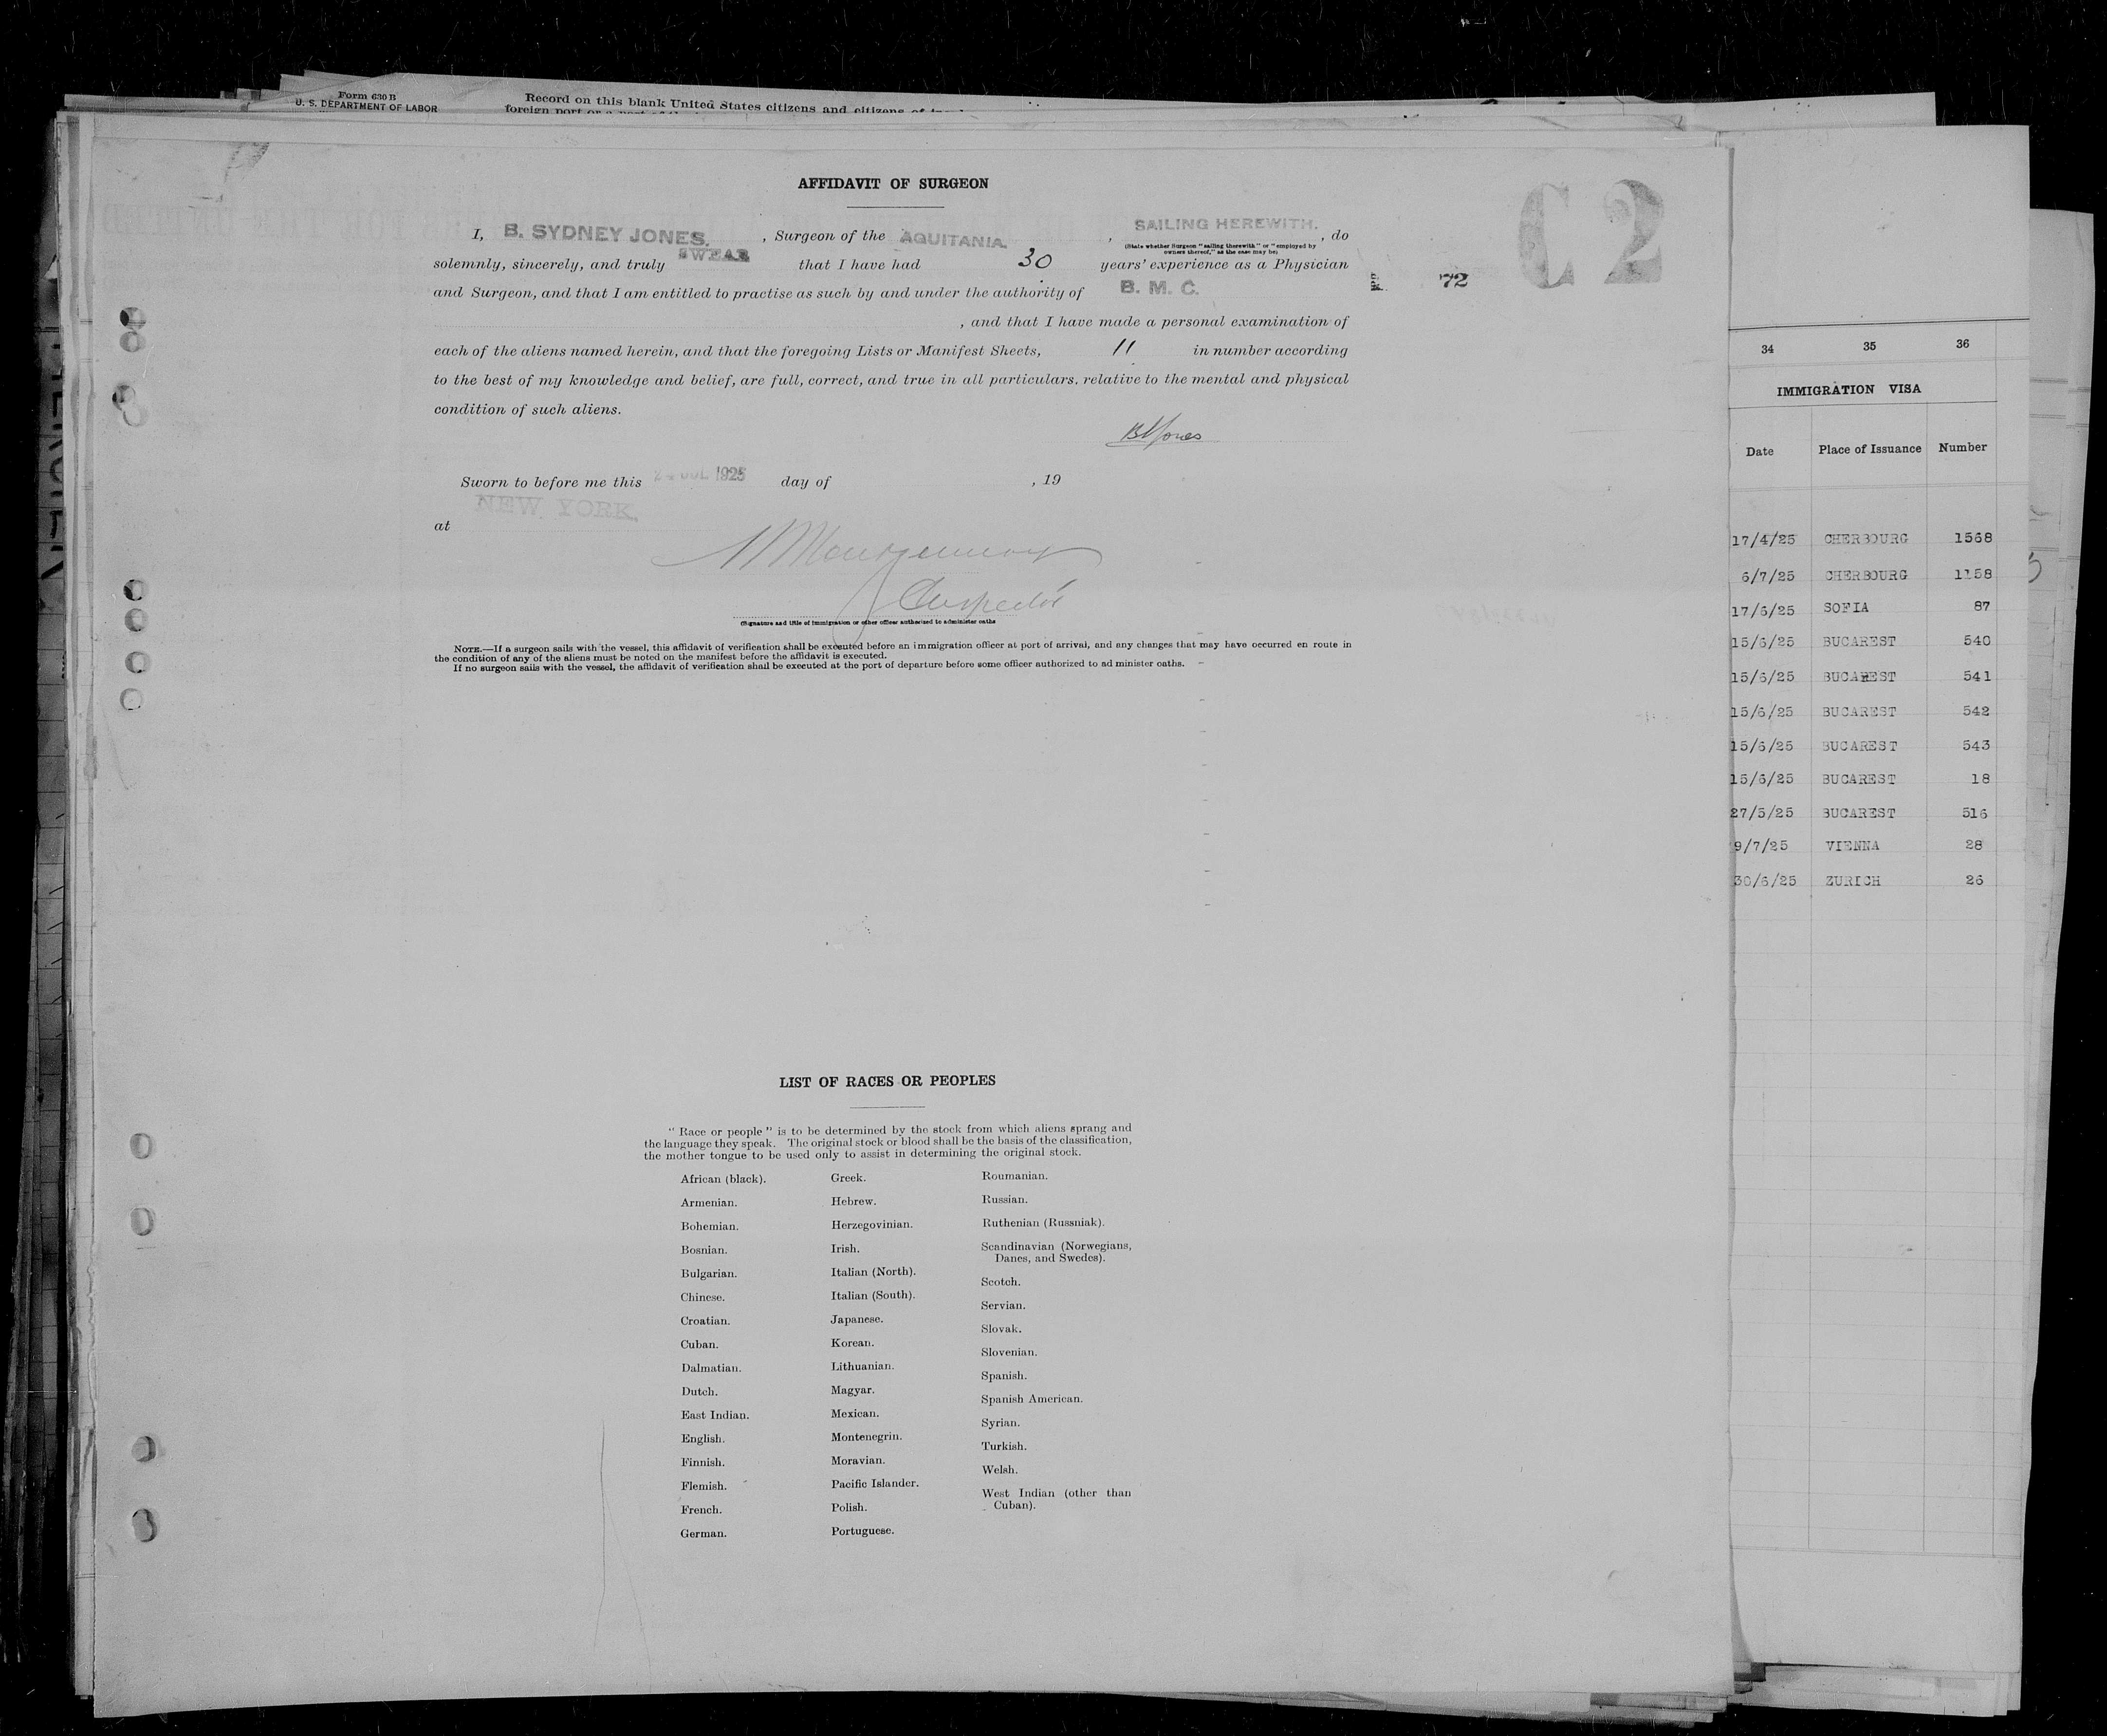 Form 630 B
U. S. DEPARTMENT OF LABOR
Record on this blank United States citizens and citizens of
foreign port or a port of
AFFIDAVIT OF SURGEON
C2
I, B. SYDNEY JONES. , Surgeon of the AQUITANIA. , SAILING HEREWITH. , do
(State whether Surgeon "sailing therewith" or "employed by
owners thereof," as the case may be)
solemnly, sincerely, and truly SWEAR that I have had 30 years' experience as a Physician
72
and Surgeon, and that I am entitled to practise as such by and under the authority of B. M. C.
, and that I have made a personal examination of
each of the aliens named herein, and that the foregoing Lists or Manifest Sheets, 11 in number according
to the best of my knowledge and belief, are full, correct, and true in all particulars, relative to the mental and physical
condition of such aliens.
BSJones
Sworn to before me this 24 JUL 1925 day of , 19
at NEW YORK.
Montgomery
Inspector
(Signature and title of immigration or other officer authorized to administer oaths
NOTE.—If a surgeon sails with the vessel, this affidavit of verification shall be executed before an immigration officer at port of arrival, and any changes that may have occurred en route in
the condition of any of the aliens must be noted on the manifest before the affidavit is executed.
If no surgeon sails with the vessel, the affidavit of verification shall be executed at the port of departure before some officer authorized to ad minister oaths.
LIST OF RACES OR PEOPLES
" Race or people " is to be determined by the stock from which aliens sprang and
the language they speak. The original stock or blood shall be the basis of the classification,
the mother tongue to be used only to assist in determining the original stock.
African (black).
Armenian.
Bohemian.
Bosnian.
Bulgarian.
Chinese.
Croatian.
Cuban.
Dalmatian.
Dutch.
East Indian.
English.
Finnish.
Flemish.
French.
German.
Greek.
Hebrew.
Herzegovinian.
Irish.
Italian (North).
Italian (South).
Japanese.
Korean.
Lithuanian.
Magyar.
Mexican.
Montenegrin.
Moravian.
Pacific Islander.
Polish.
Portuguese.
Roumanian.
Russian.
Ruthenian (Russniak).
Scandinavian (Norwegians,
Danes, and Swedes).
Scotch.
Servian.
Slovak.
Slovenian.
Spanish.
Spanish American.
Syrian.
Turkish.
Welsh.
West Indian (other than
Cuban).
34 35 36
IMMIGRATION VISA
Date Place of Issuance Number
17/4/25 CHERBOURG 1568
6/7/25 CHERBOURG 1158
17/6/25 SOFIA 87
15/6/25 BUCAREST 540
15/6/25 BUCAREST 541
15/6/25 BUCAREST 542
15/6/25 BUCAREST 543
15/6/25 BUCAREST 18
27/5/25 BUCAREST 516
9/7/25 VIENNA 28
30/6/25 ZURICH 26